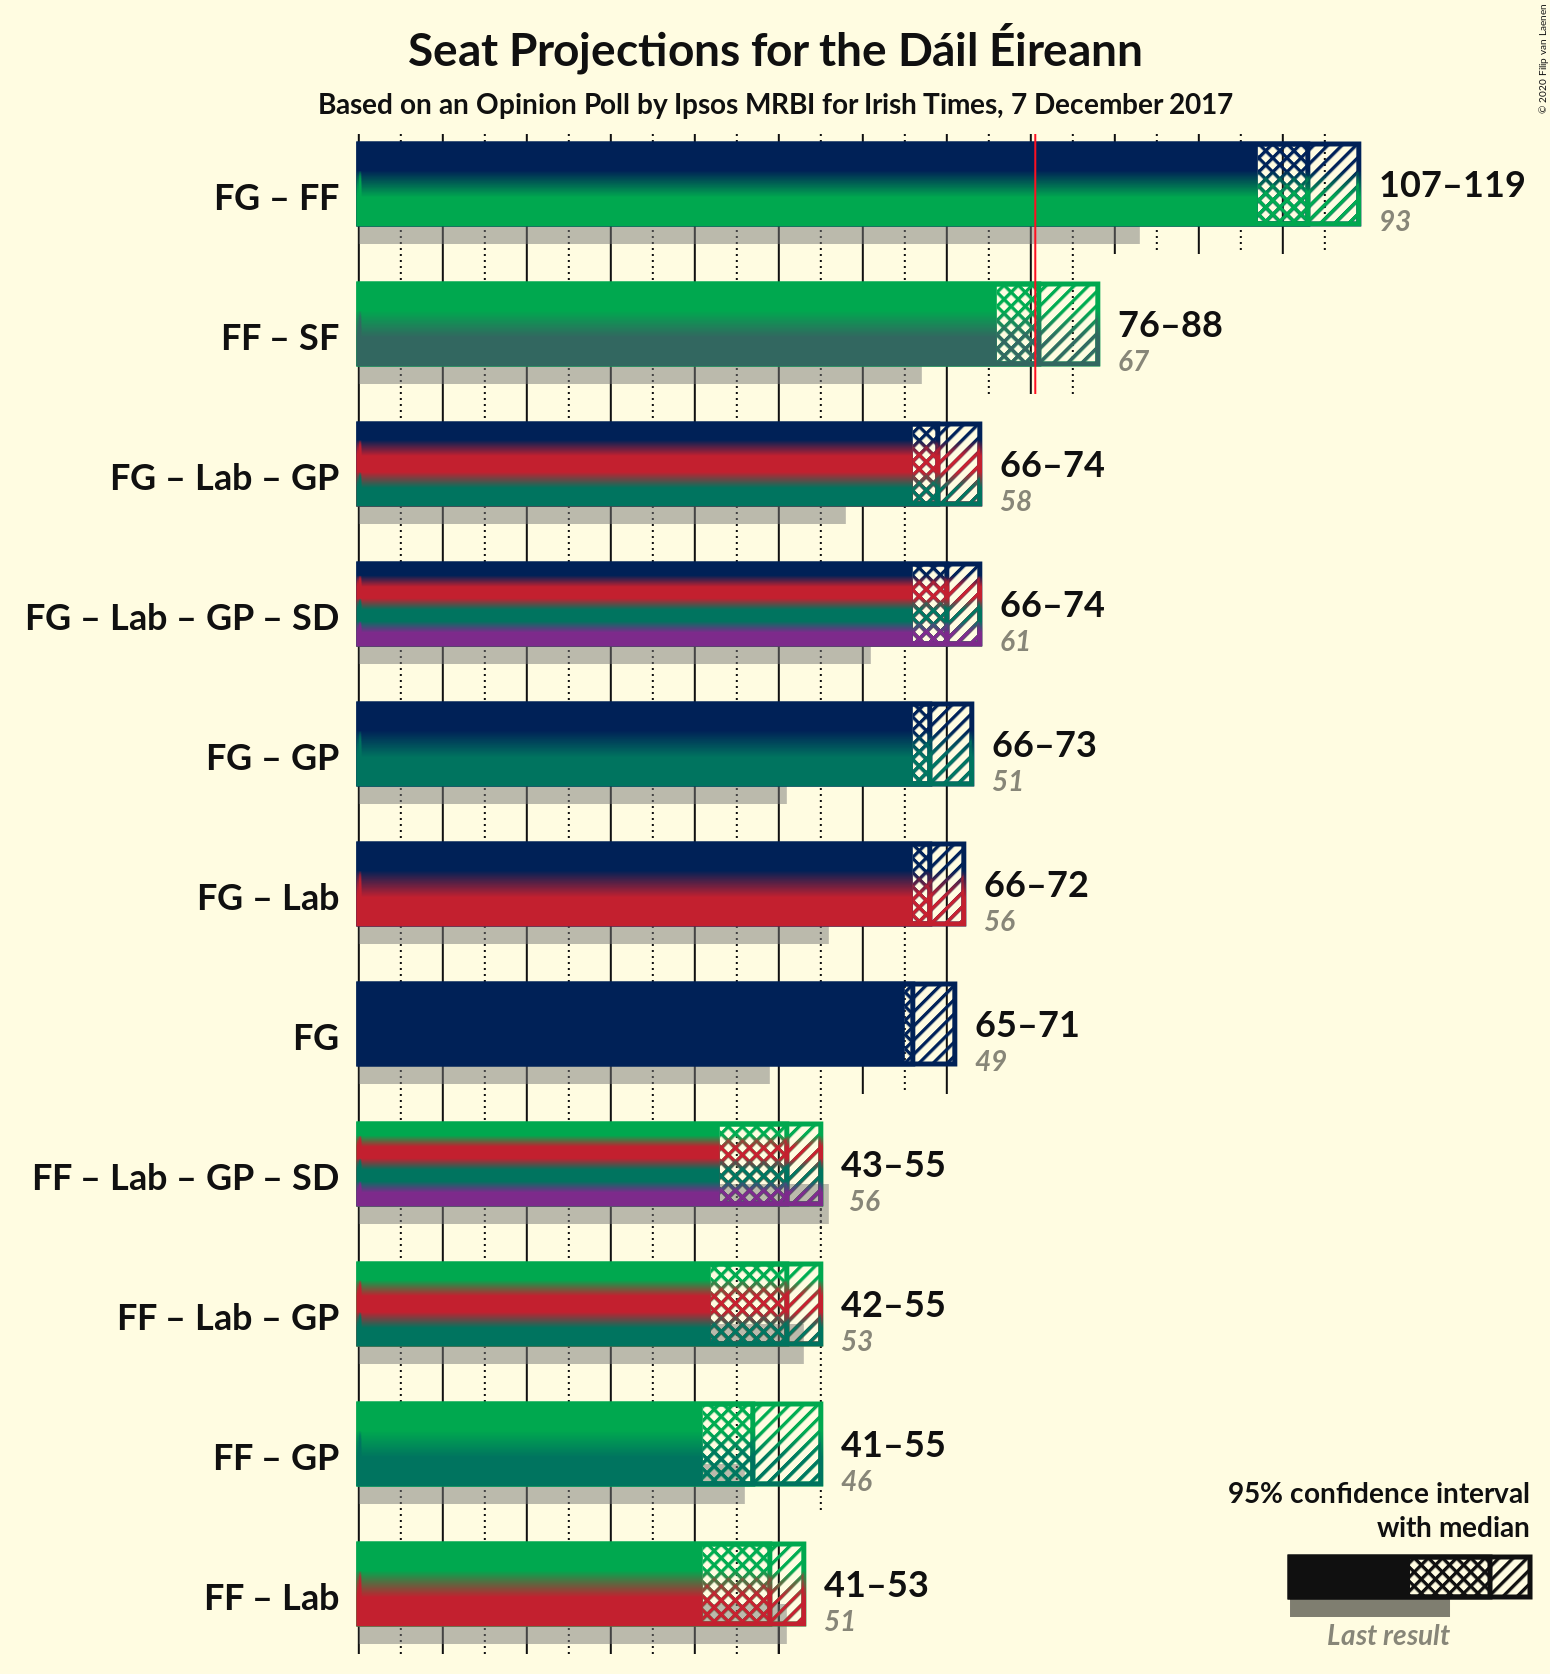 Seat Projections for the Dáil Éireann
Based on an Opinion Poll by Ipsos MRBI for Irish Times, 7 December 2017
© 2020 Filip van Laenen
FG – FF
107–119
93
FF – SF
76–88
67
FG – Lab – GP
66–74
58
FG – Lab – GP – SD
66–74
61
FG – GP
66–73
51
FG – Lab
66–72
56
FG
65–71
49
FF – Lab – GP – SD
43–55
56
FF – Lab – GP
42–55
53
FF – GP
41–55
46
FF – Lab
41–53
51
95% confidence interval
with median
Last result